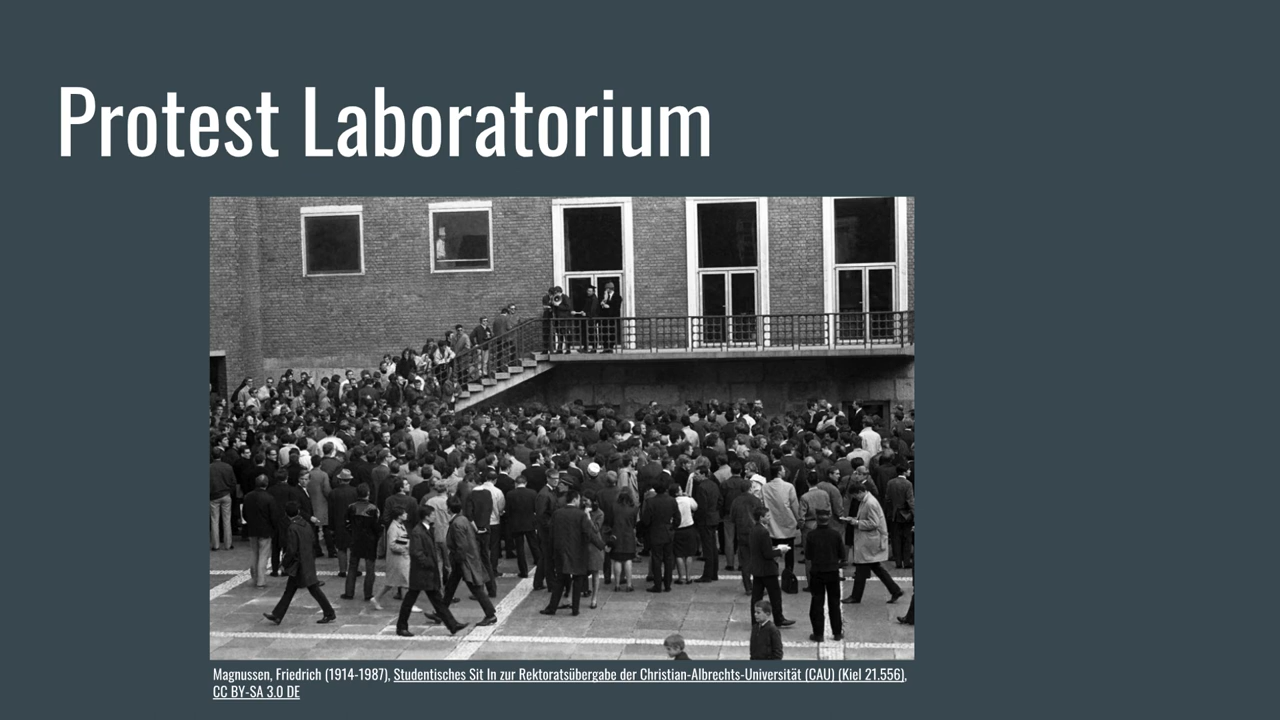 Protest Laboratorium
Magnussen, Friedrich (1914-1987), Studentisches Sit In zur Rektoratsübergabe der Christian-Albrechts-Universität (CAU) (Kiel 21.556),
CC BY-SA 3.0 DE